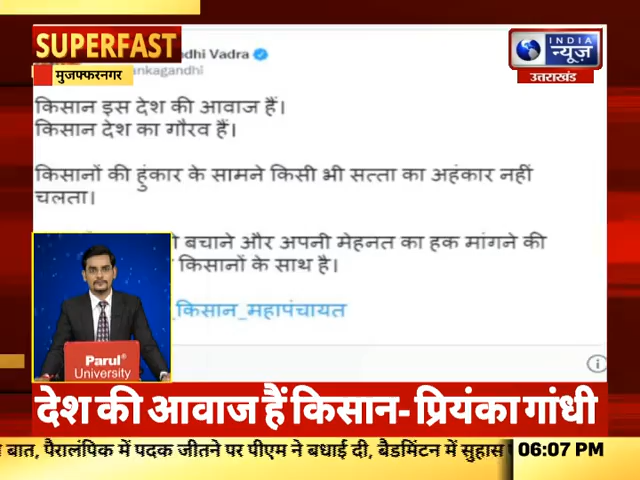 SUPERFAST
मुजफ्फरनगर
dhi Vadra
ankagandhi
INDIA
न्यूज़
उत्तराखंड
किसान इस देश की आवाज हैं।
किसान देश का गौरव हैं।
किसानों की हुंकार के सामने किसी भी सत्ता का अहंकार नहीं
चलता।
बचाने और अपनी मेहनत का हक मांगने की
किसानों के साथ है।
_किसान_महापंचायत
Parul
University
देश की आवाज हैं किसान- प्रियंका गांधी
बात, पैरालंपिक में पदक जीतने पर पीएम ने बधाई दी, बैडमिंटन में सुहास
06:07 PM